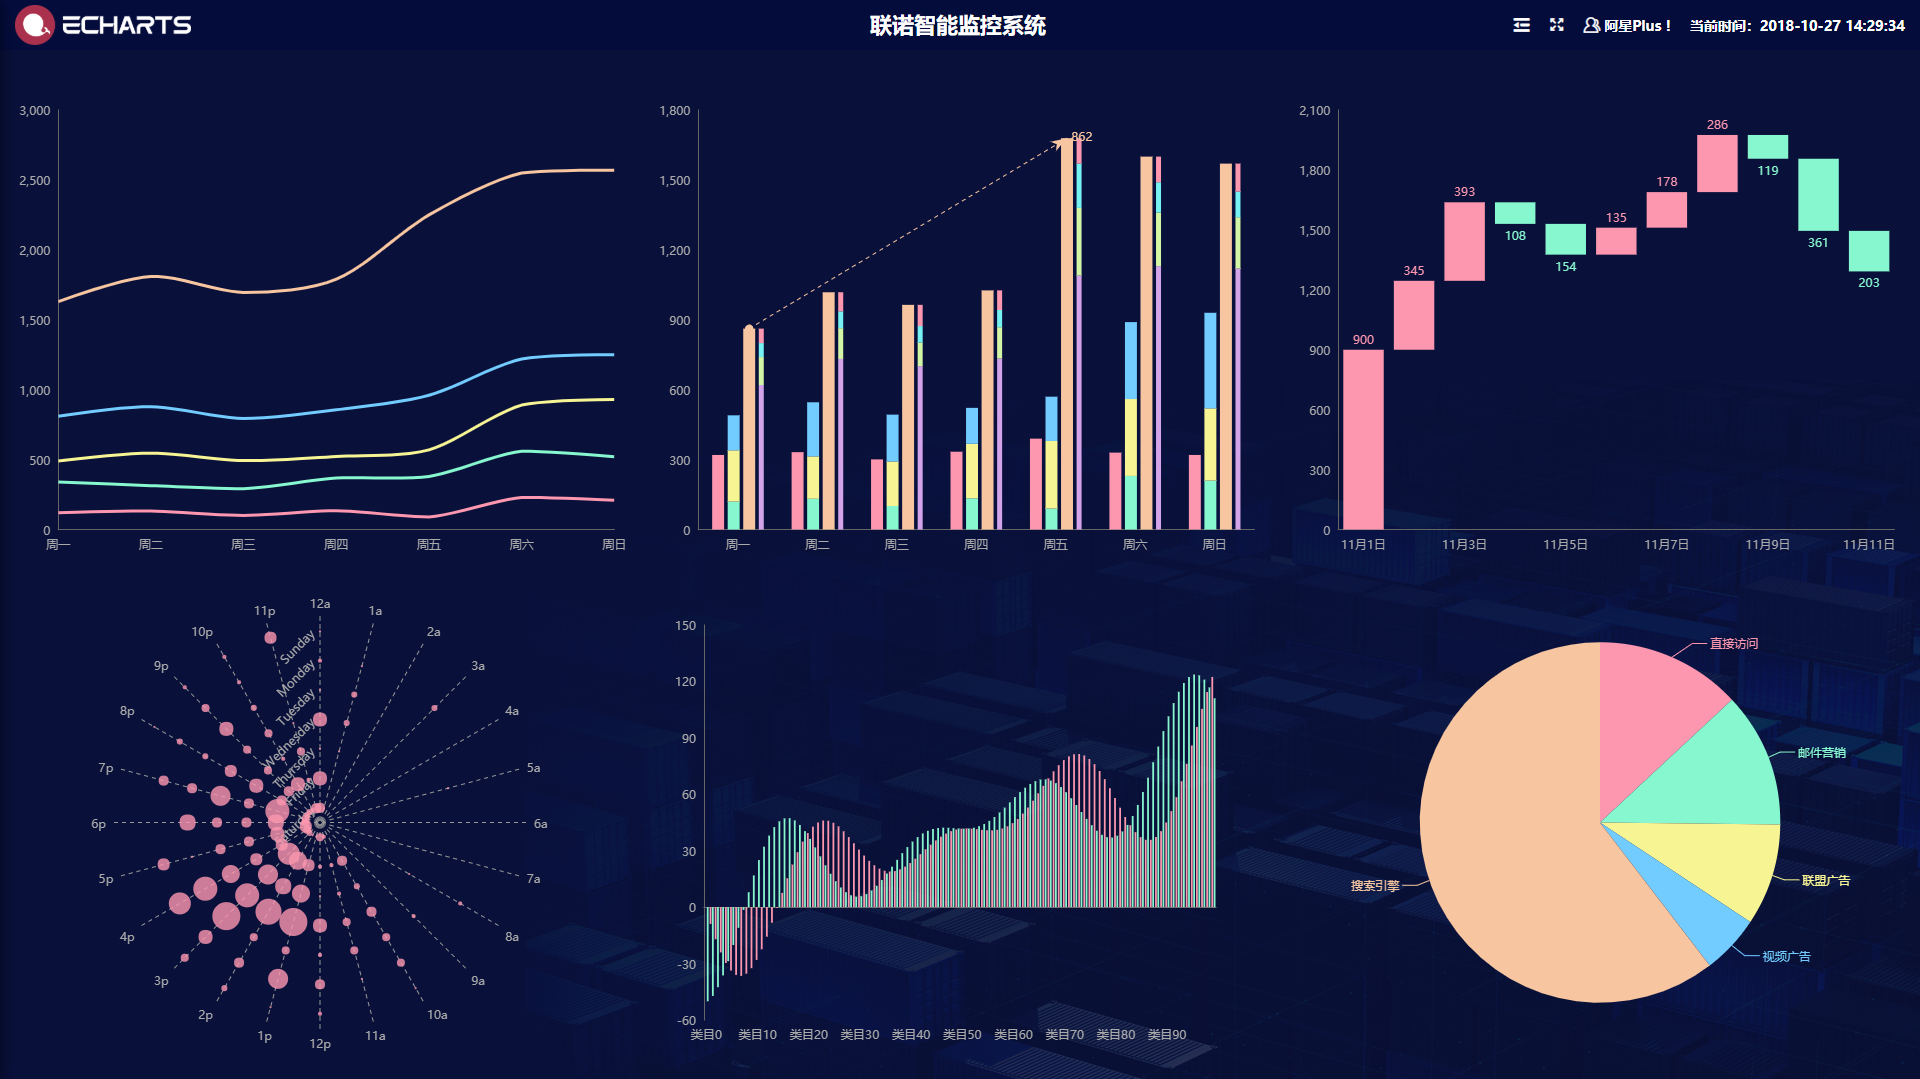 ECHARTS
联诺智能监控系统
阿星Plus !
当前时间：2018-10-27 14:29:34
3,000
2,500
2,000
1,500
1,000
500
0
周一 周二 周三 周四 周五 周六 周日
1,800
1,500
1,200
900
600
300
0
862
周一 周二 周三 周四 周五 周六 周日
2,100
1,800
1,500
1,200
900
600
300
0
900
345
393
108
154
135
178
286
119
361
203
11月1日 11月3日 11月5日 11月7日 11月9日 11月11日
12a
1a
2a
3a
4a
5a
6a
7a
8a
9a
10a
11a
12p
1p
2p
3p
4p
5p
6p
7p
8p
9p
10p
11p
Sunday
Monday
Tuesday
Wednesday
Thursday
Friday
150
120
90
60
30
0
-30
-60
类目0 类目10 类目20 类目30 类目40 类目50 类目60 类目70 类目80 类目90
直接访问
邮件营销
联盟广告
视频广告
搜索引擎